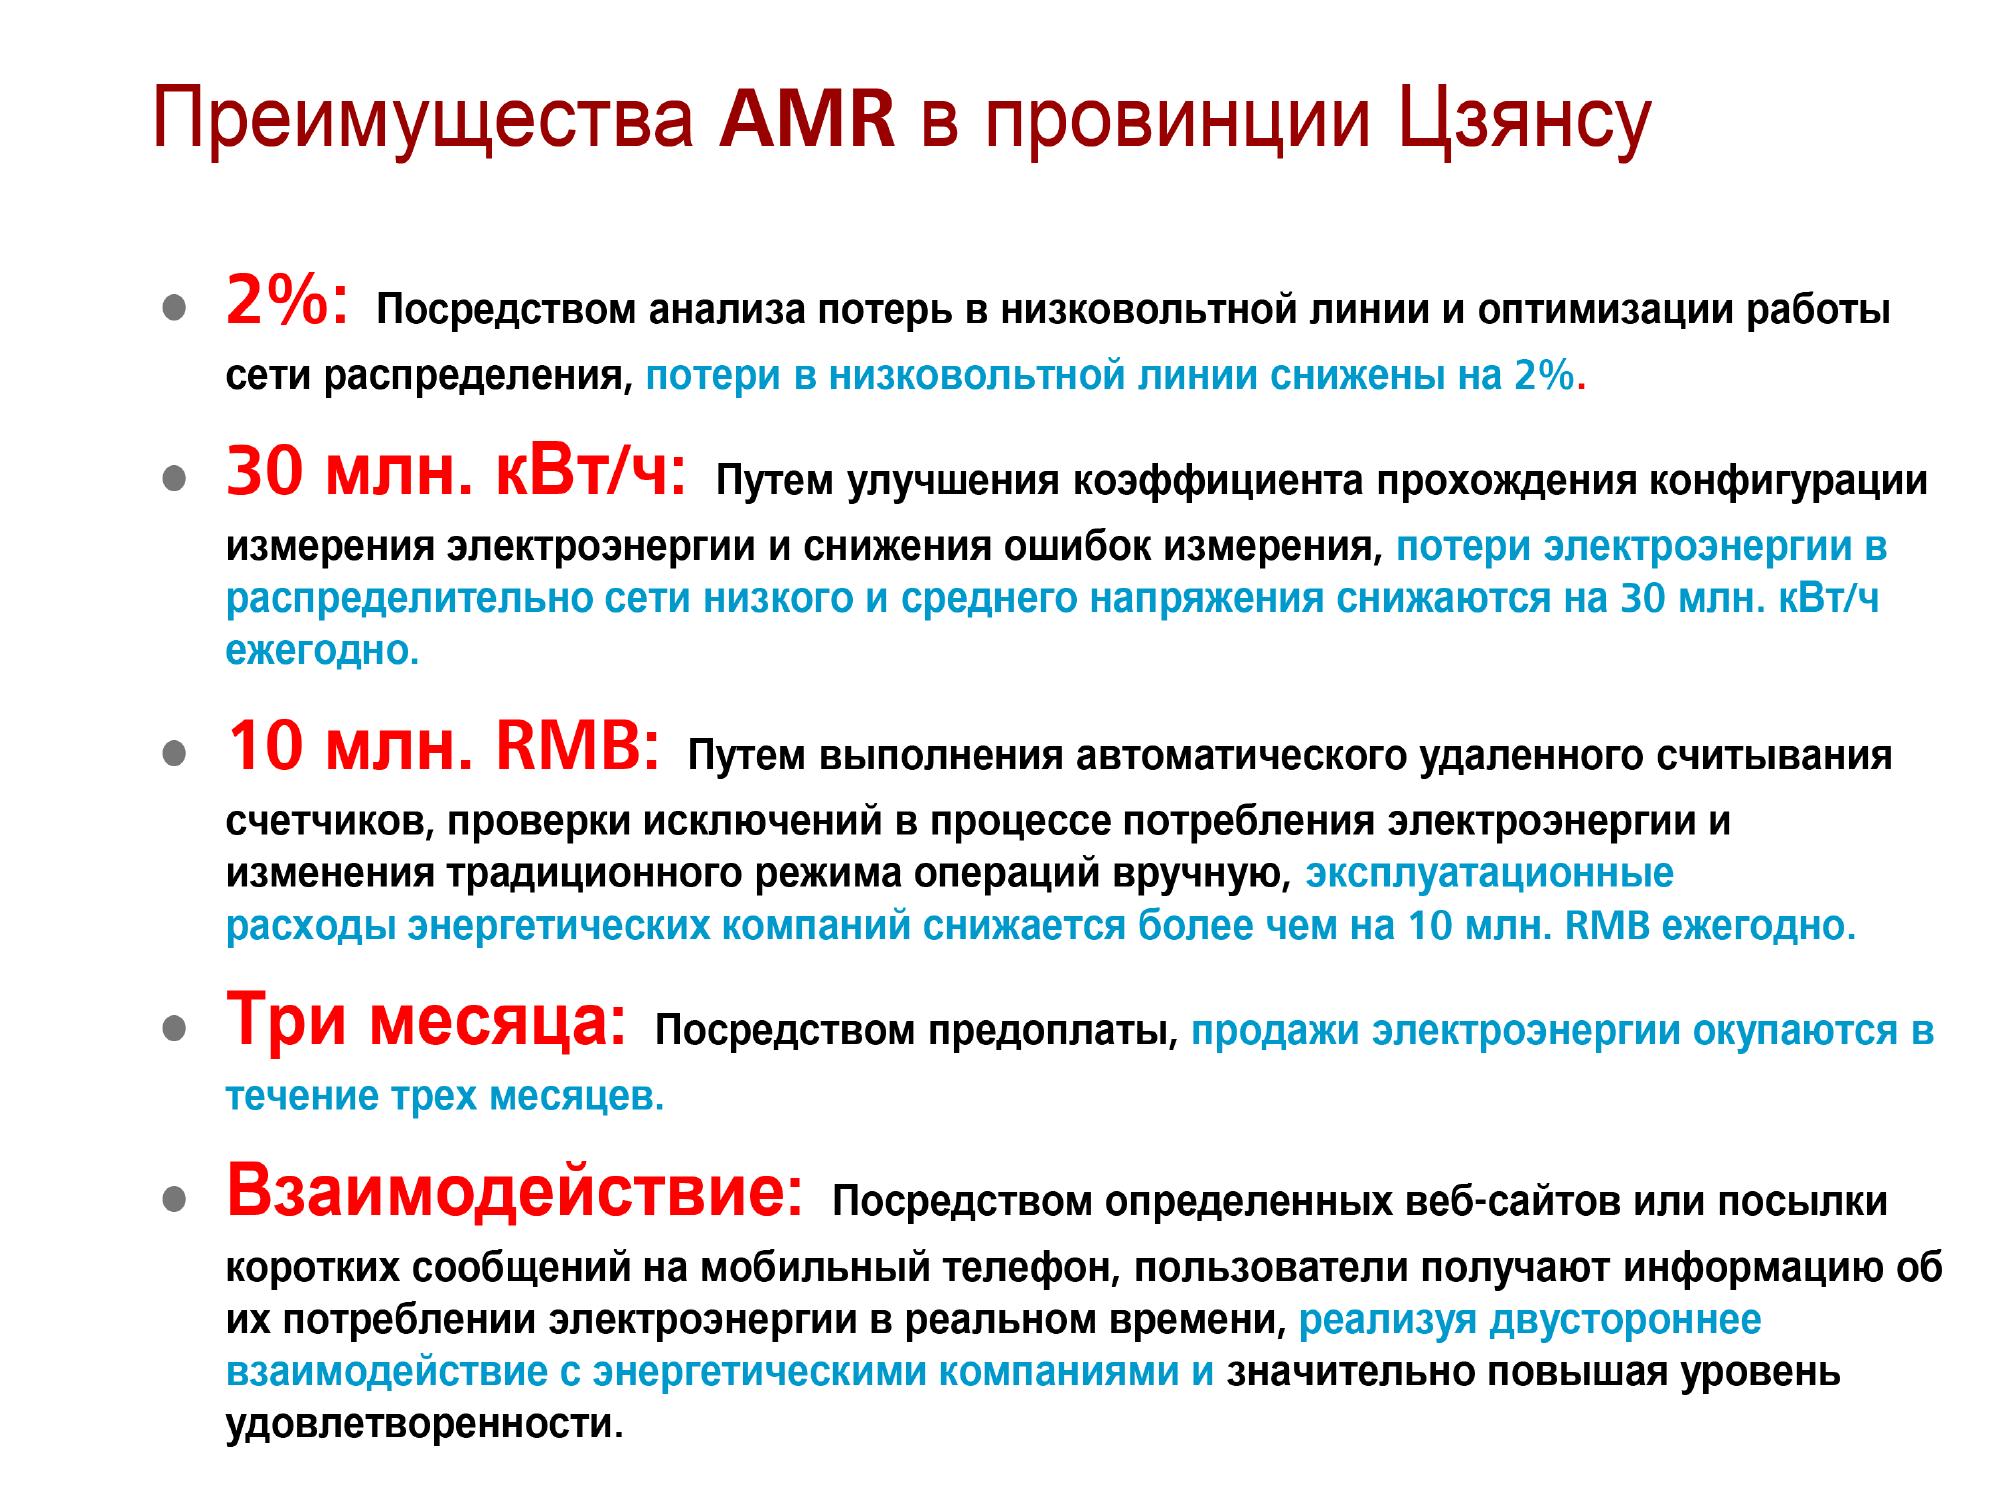 Преимущества AMR в провинции Цзянсу
• 2%: Посредством анализа потерь в низковольтной линии и оптимизации работы
сети распределения, потери в низковольтной линии снижены на 2%.
• 30 млн. кВт/ч: Путем улучшения коэффициента прохождения конфигурации
измерения электроэнергии и снижения ошибок измерения, потери электроэнергии в
распределительно сети низкого и среднего напряжения снижаются на 30 млн. кВт/ч
ежегодно.
• 10 млн. RMB: Путем выполнения автоматического удаленного считывания
счетчиков, проверки исключений в процессе потребления электроэнергии и
изменения традиционного режима операций вручную, эксплуатационные
расходы энергетических компаний снижается более чем на 10 млн. RMB ежегодно.
• Три месяца: Посредством предоплаты, продажи электроэнергии окупаются в
течение трех месяцев.
• Взаимодействие: Посредством определенных веб-сайтов или посылки
коротких сообщений на мобильный телефон, пользователи получают информацию об
их потреблении электроэнергии в реальном времени, реализуя двустороннее
взаимодействие с энергетическими компаниями и значительно повышая уровень
удовлетворенности.